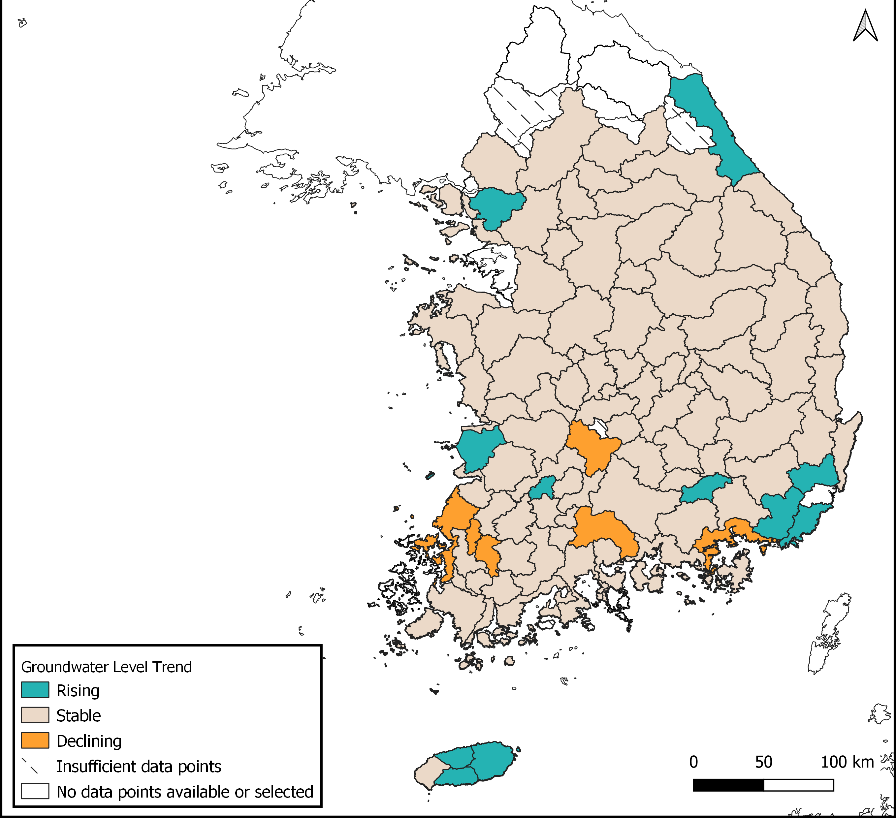 Groundwater Level Trend
Rising
Stable
Declining
Insufficient data points
No data points available or selected
0 50 100 km